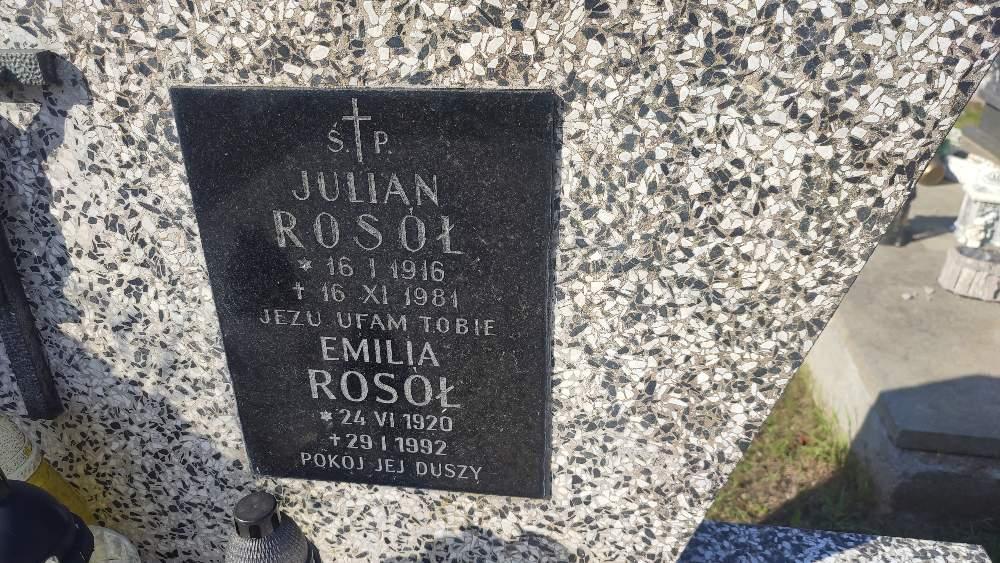 Ś. P.
JULIAN
ROSÓŁ
* 16 I 1916
† 16 XI 1981
JEZU UFAM TOBIE
EMILIA
ROSÓŁ
* 24 VI 1920
† 29 I 1992
POKÓJ JEJ DUSZY